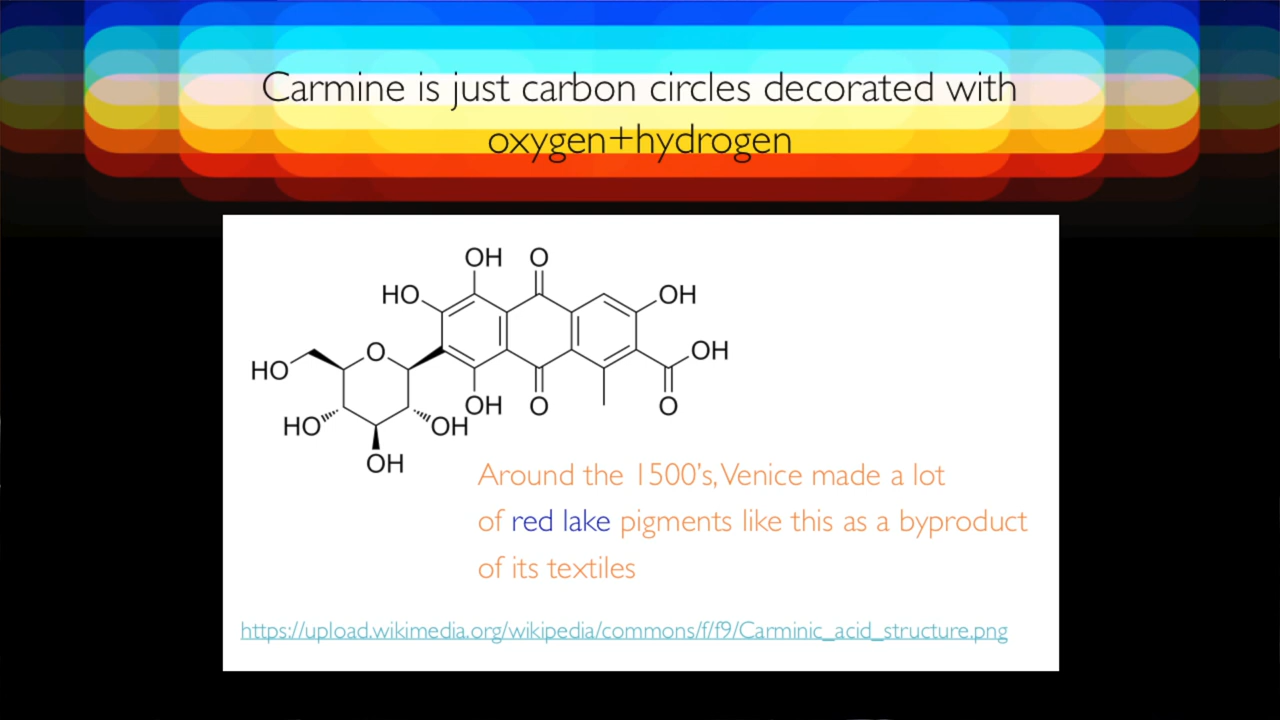 Carmine is just carbon circles decorated with
oxygen+hydrogen
OH O
HO OH
O OH
HO
HO OH OH O O
OH
Around the 1500's, Venice made a lot
of red lake pigments like this as a byproduct
of its textiles
https://upload.wikimedia.org/wikipedia/commons/f/f9/Carminic_acid_structure.png